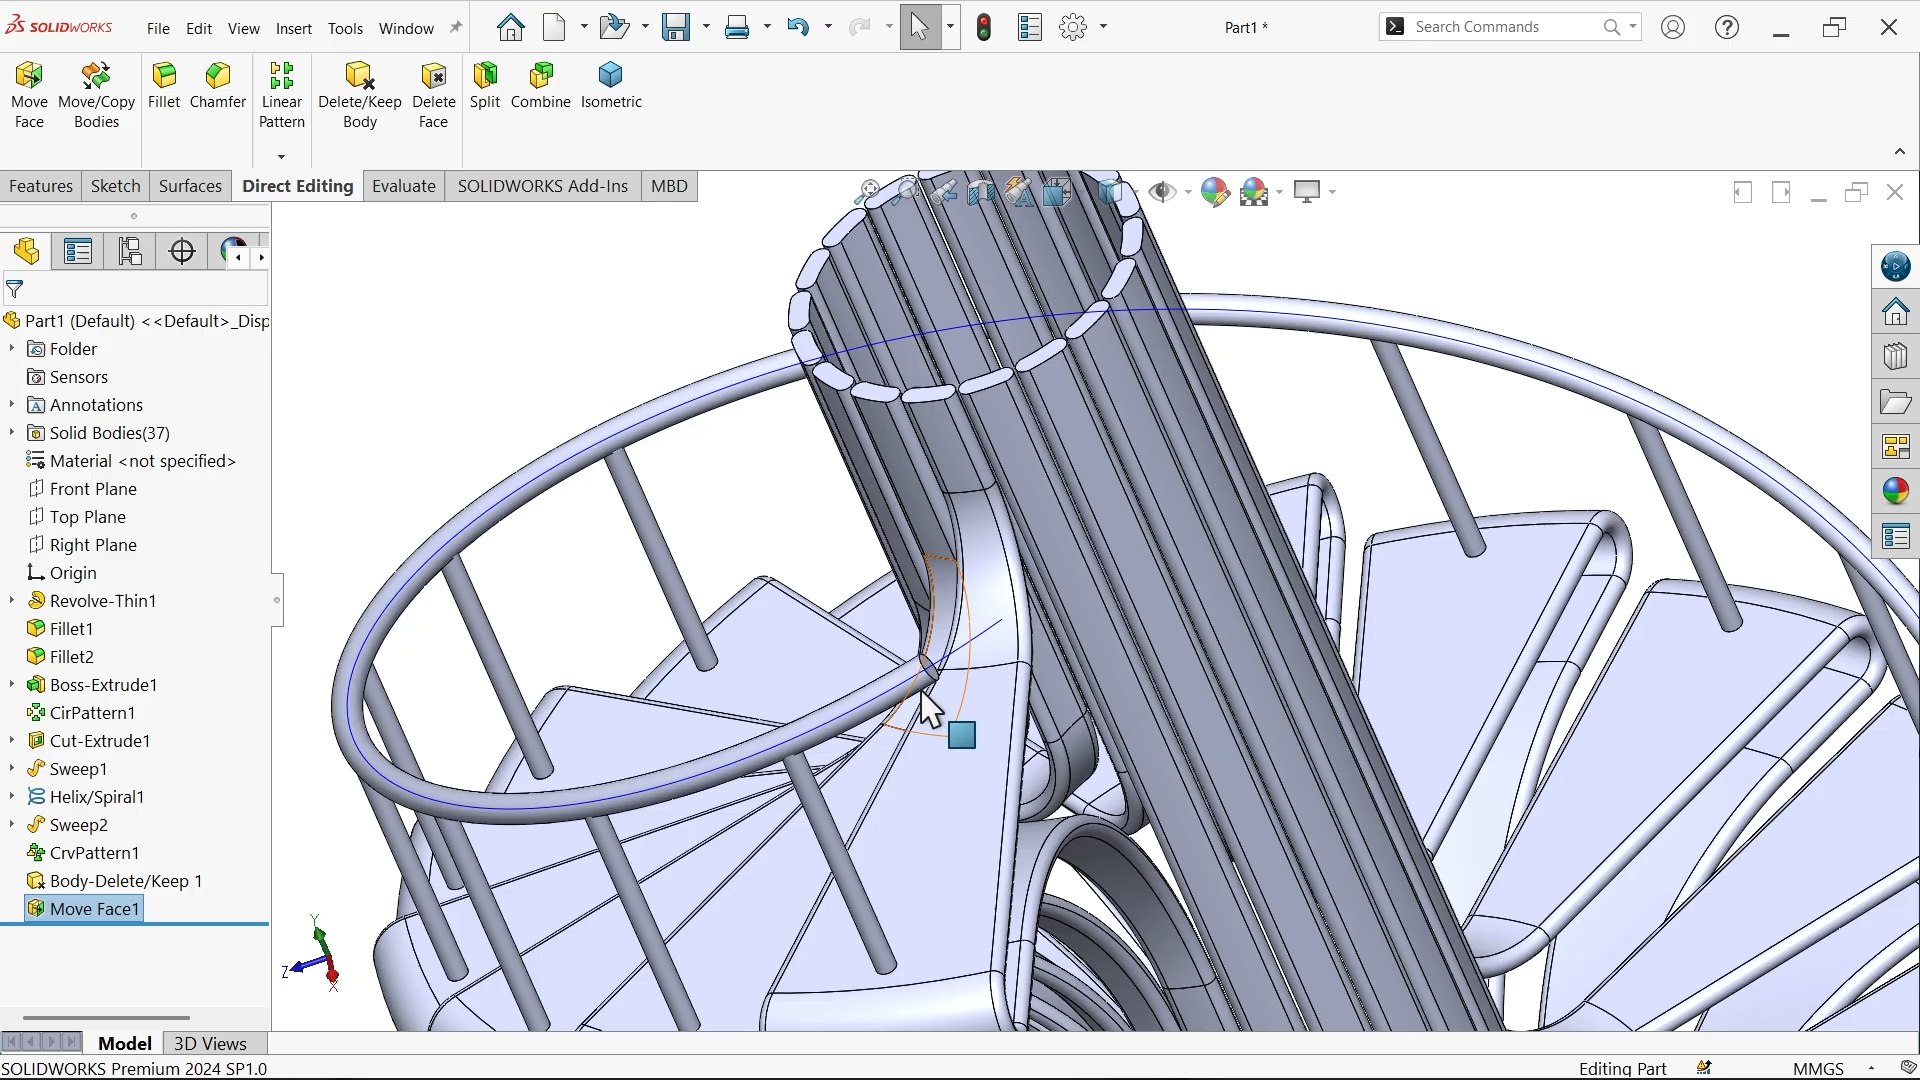 SOLIDWORKS File Edit View Insert Tools Window Part1 * Search Commands
Move Face Move/Copy Bodies Fillet Chamfer Linear Pattern Delete/Keep Body Delete Face Split Combine Isometric
Features Sketch Surfaces Direct Editing Evaluate SOLIDWORKS Add-Ins MBD
Part1 (Default) <<Default>_Disp
Folder
Sensors
Annotations
Solid Bodies(37)
Material <not specified>
Front Plane
Top Plane
Right Plane
Origin
Revolve-Thin1
Fillet1
Fillet2
Boss-Extrude1
CirPattern1
Cut-Extrude1
Sweep1
Helix/Spiral1
Sweep2
CrvPattern1
Body-Delete/Keep 1
Move Face1
Y
Z
X
Model 3D Views
SOLIDWORKS Premium 2024 SP1.0 Editing Part MMGS